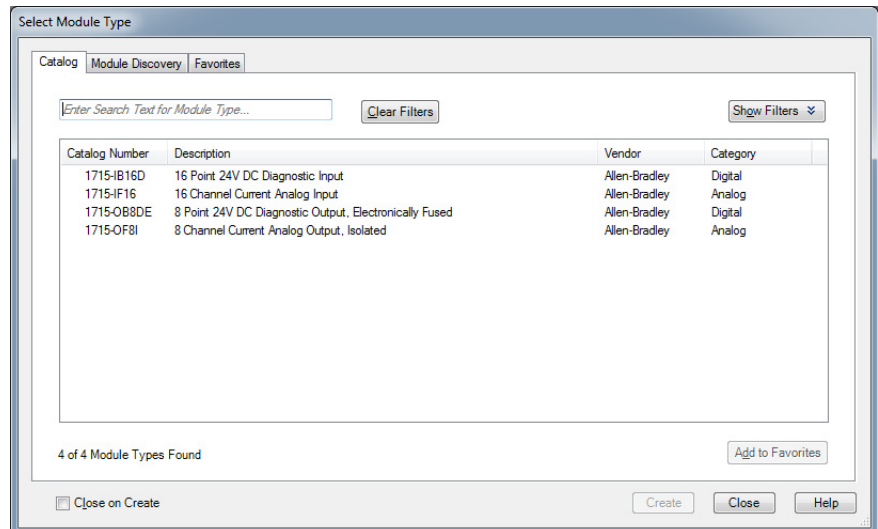 Select Module Type
Catalog Module Discovery Favorites
Enter Search Text for Module Type... Clear Filters Show Filters
Catalog Number Description Vendor Category
1715-IB16D 16 Point 24V DC Diagnostic Input Allen-Bradley Digital
1715-IF16 16 Channel Current Analog Input Allen-Bradley Analog
1715-OB8DE 8 Point 24V DC Diagnostic Output, Electronically Fused Allen-Bradley Digital
1715-OF8I 8 Channel Current Analog Output, Isolated Allen-Bradley Analog
4 of 4 Module Types Found Add to Favorites
Close on Create Create Close Help